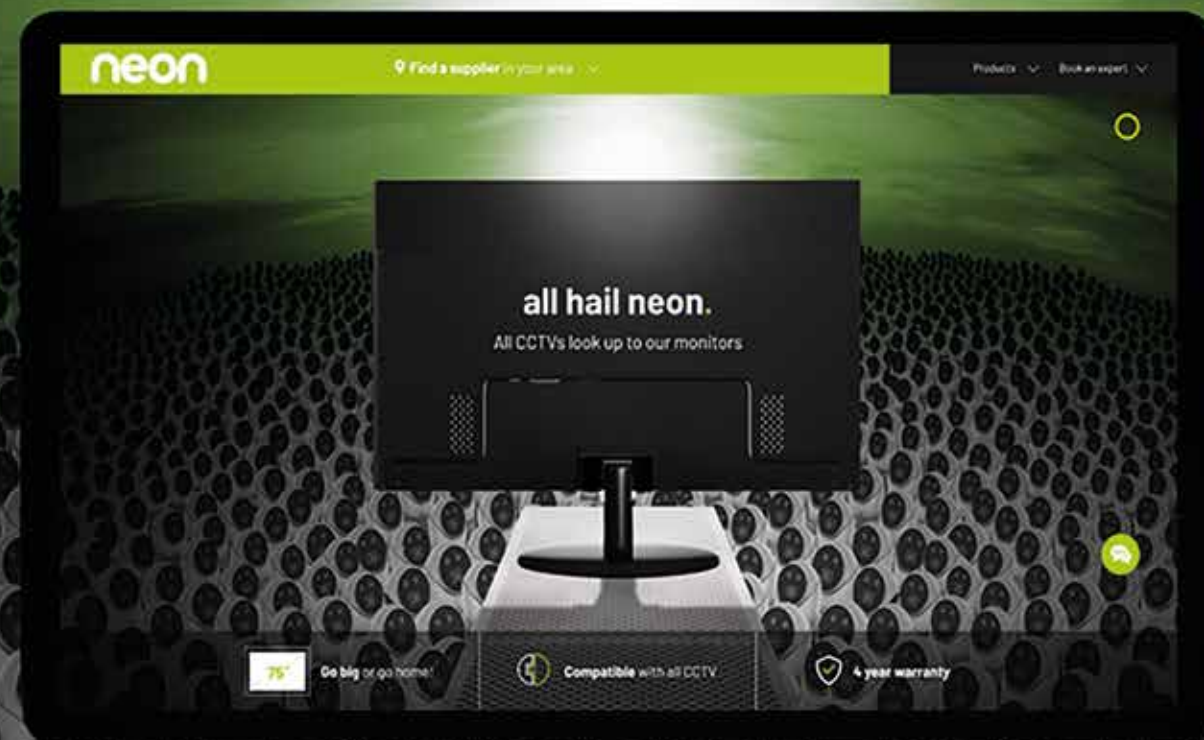 neon
Find a supplier in your area
Products
Book an expert
all hail neon.
All CCTVs look up to our monitors
75"
Go big or go home!
Compatible with all CCTV
4 year warranty